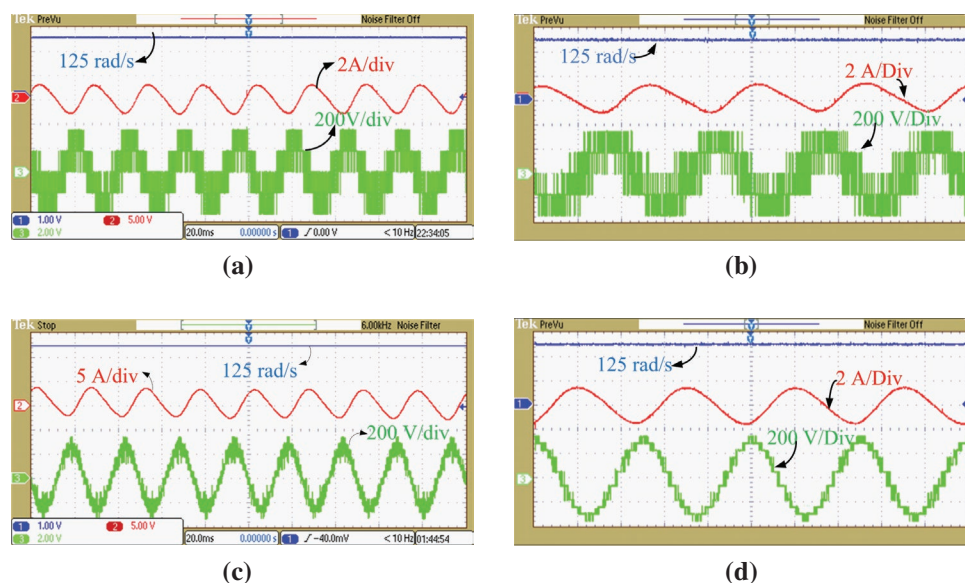 Tek PreVu Noise Filter Off
125 rad/s
2A/div
200V/div
2
3
1 1.00 V 2 5.00 V
3 2.00 V 20.0ms 0.00000 s 1 0.00 V < 10 Hz 22:34:05
(a)
Tek PreVu Noise Filter Off
125 rad/s
2 A/Div
200 V/Div
1
3
(b)
Tek Stop 6.00kHz Noise Filter
125 rad/s
5 A/div
200 V/div
2
3
1 1.00 V 2 5.00 V
3 2.00 V 20.0ms 0.00000 s 1 -40.0mV < 10 Hz 01:44:54
(c)
Tek PreVu Noise Filter Off
125 rad/s
2 A/Div
200 V/Div
1
3
(d)